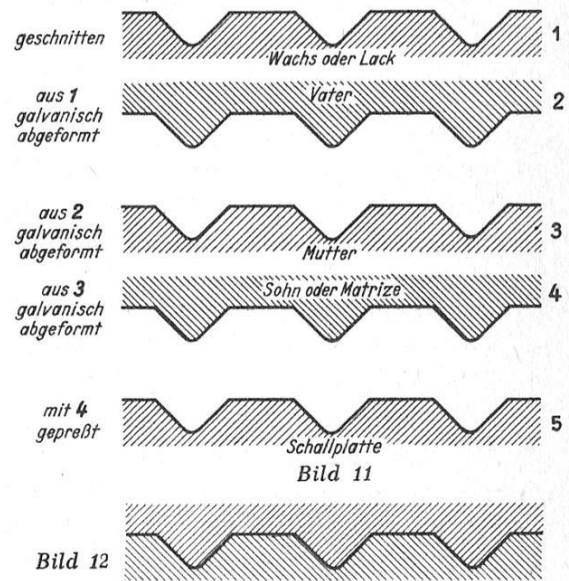 geschnitten
Wachs oder Lack
1
aus 1
galvanisch
abgeformt
Vater
2
aus 2
galvanisch
abgeformt
Mutter
3
aus 3
galvanisch
abgeformt
Sohn oder Matrize
4
mit 4
gepreßt
Schallplatte
5
Bild 11
Bild 12